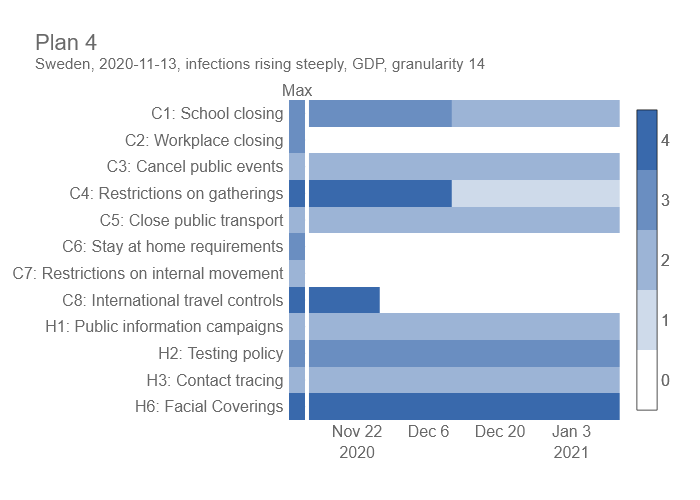 Plan 4
Sweden, 2020-11-13, infections rising steeply, GDP, granularity 14
Max
C1: School closing
C2: Workplace closing
C3: Cancel public events
C4: Restrictions on gatherings
C5: Close public transport
C6: Stay at home requirements
C7: Restrictions on internal movement
C8: International travel controls
H1: Public information campaigns
H2: Testing policy
H3: Contact tracing
H6: Facial Coverings
4
3
2
1
0
Nov 22 Dec 6 Dec 20 Jan 3
2020 2021